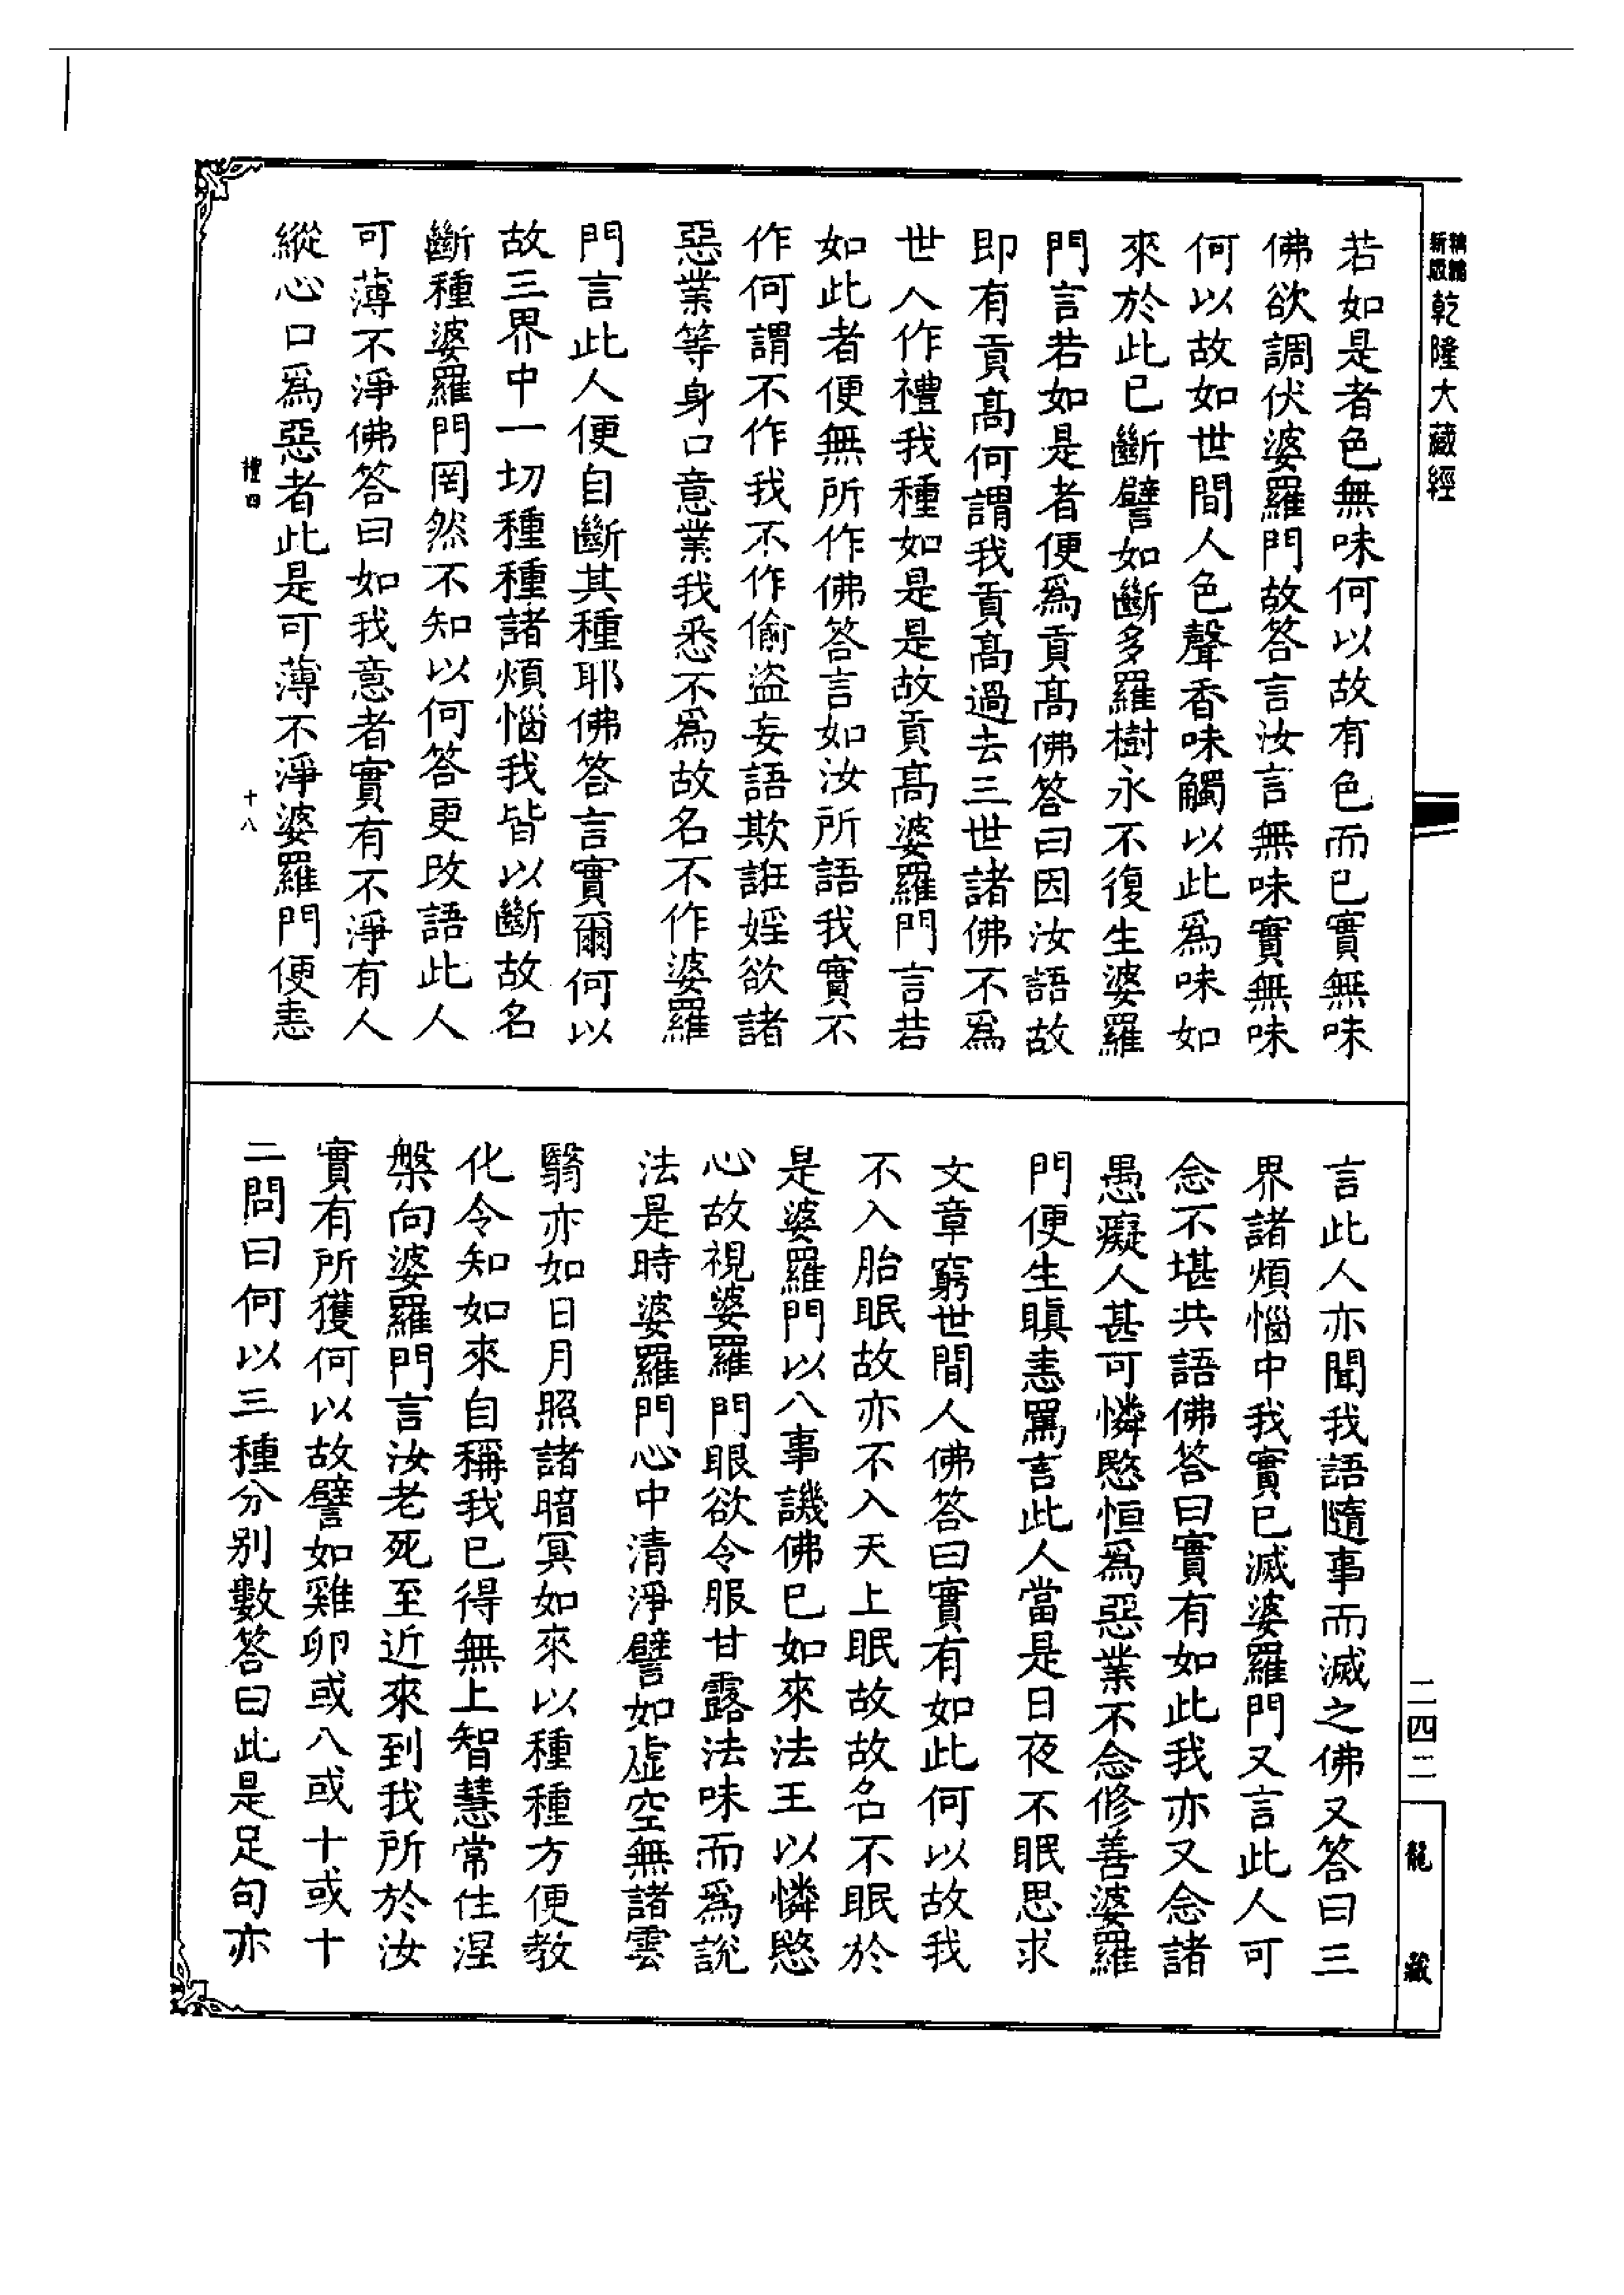 精編
新版
乾隆大藏經
若如是者色無味何以故有色而已實無味
佛欲調伏婆羅門故答言汝言無味實無味
何以故如世間人色聲香味觸以此爲味如
來於此已斷譬如斷多羅樹永不復生婆羅
門言若如是者便爲貢高佛答曰因汝語故
即有貢高何謂我貢高過去三世諸佛不爲
世人作禮我種如是是故貢高婆羅門言若
如此者便無所作佛答言如汝所語我實不
作何謂不作我不作偷盜妄語欺誑婬欲諸
惡業等身口意業我悉不爲故名不作婆羅
門言此人便自斷其種耶佛答言實爾何以
故三界中一切種種諸煩惱我皆以斷故名
斷種婆羅門罔然不知以何答更改語此人
可薄不淨佛答曰如我意者實有不淨有人
縱心口爲惡者此是可薄不淨婆羅門便恚
禮四
十八
言此人亦聞我語隨事而滅之佛又答曰三
界諸煩惱中我實已滅婆羅門又言此人可
念不堪共語佛答曰實有如此我亦又念諸
愚癡人甚可憐愍恒爲惡業不念修善婆羅
門便生瞋恚罵言此人當是日夜不眠思求
文章窮世間人佛答曰實有如此何以故我
不入胎眠故亦不入天上眠故故名不眠於
是婆羅門以八事譏佛已如來法王以憐愍
心故視婆羅門眼欲令服甘露法味而爲說
法是時婆羅門心中清淨譬如虛空無諸雲
翳亦如日月照諸暗冥如來以種種方便教
化令知如來自稱我已得無上智慧常住涅
槃向婆羅門言汝老死至近來到我所於汝
實有所獲何以故譬如雞卵或八或十或十
二問曰何以三種分別數答曰此是足句亦
二四二
龍藏